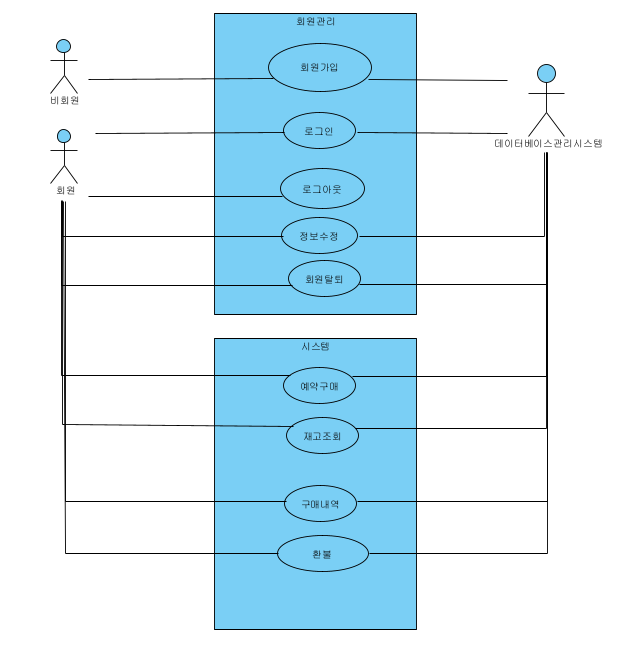 회원관리
회원가입
비회원
로그인
데이터베이스관리시스템
회원
로그아웃
정보수정
회원탈퇴
시스템
예약구매
재고조회
구매내역
환불